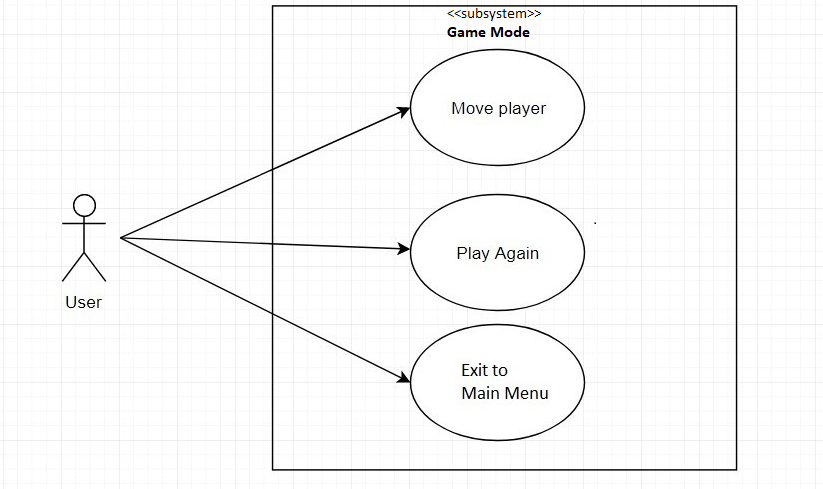 <<subsystem>>
Game Mode
Move player
Play Again
User
Exit to
Main Menu